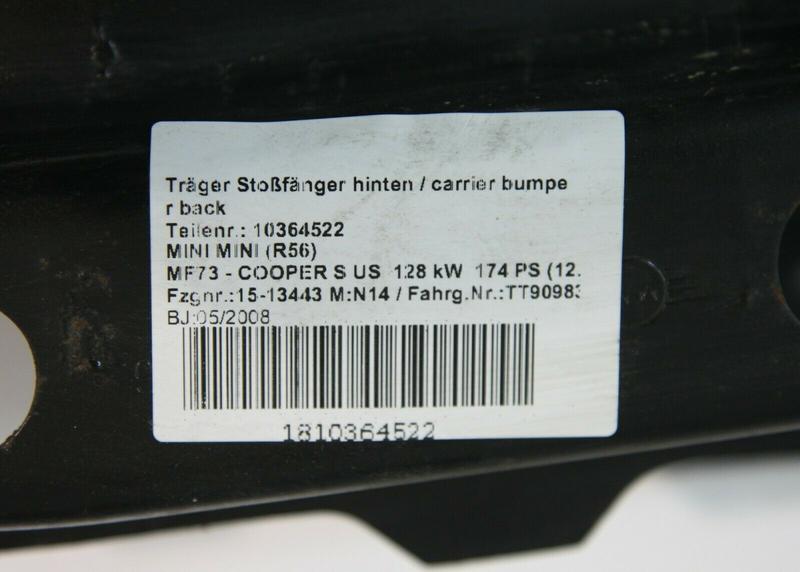 Träger Stoßfänger hinten / carrier bumpe
r back
Teilenr.: 10364522
MINI MINI (R56)
MF73 - COOPER S US 128 kW 174 PS (12.
Fzgnr.:15-13443 M:N14 / Fahrg.Nr.:TT90983
BJ:05/2008
1810364522